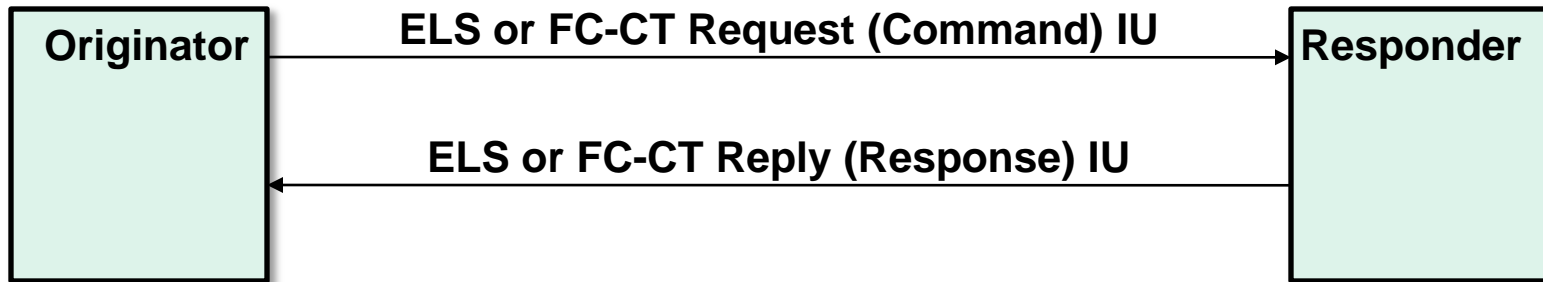 Originator
ELS or FC-CT Request (Command) IU
Responder
ELS or FC-CT Reply (Response) IU